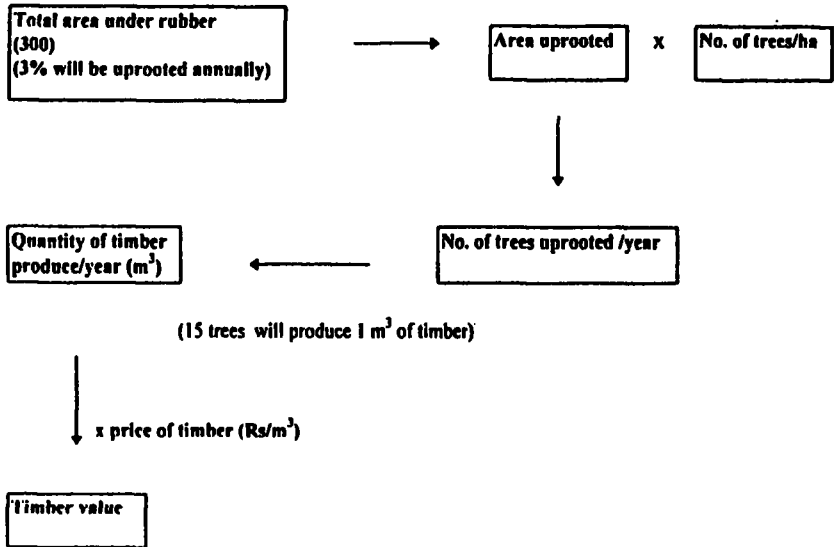 Total area under rubber
(300)
(3% will be uprooted annually)
Area uprooted x No. of trees/ha
Quantity of timber
produce/year (m³)
No. of trees uprooted /year
(15 trees will produce 1 m³ of timber)
x price of timber (Rs/m³)
Timber value